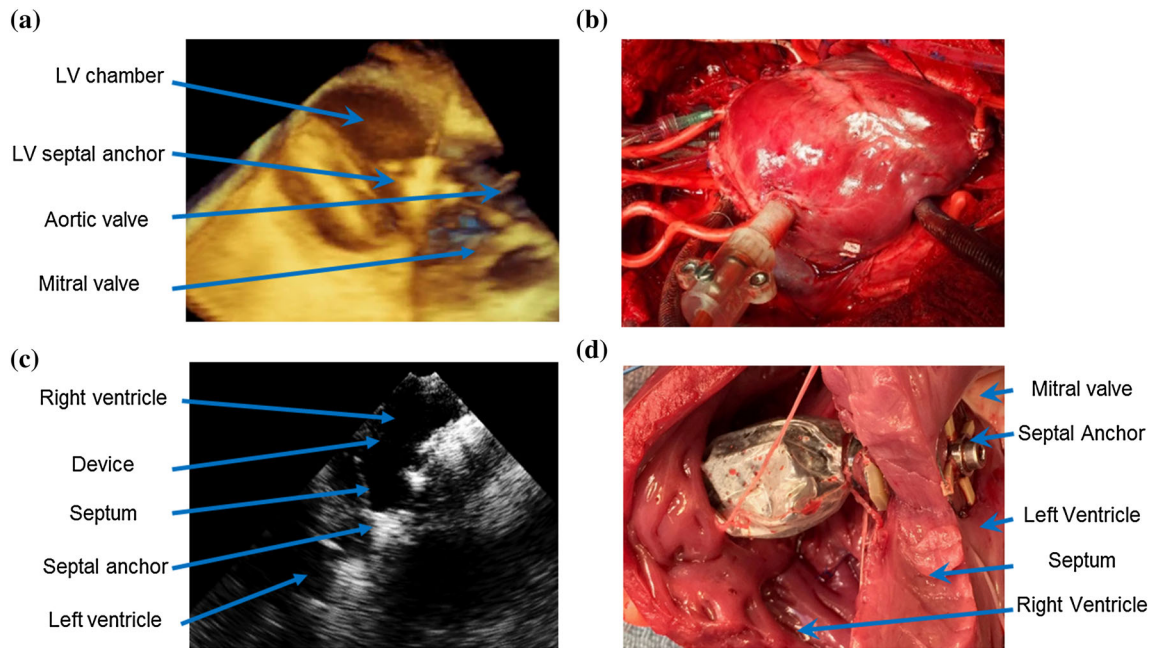 (a)
LV chamber
LV septal anchor
Aortic valve
Mitral valve
(b)
(c)
Right ventricle
Device
Septum
Septal anchor
Left ventricle
(d)
Mitral valve
Septal Anchor
Left Ventricle
Septum
Right Ventricle